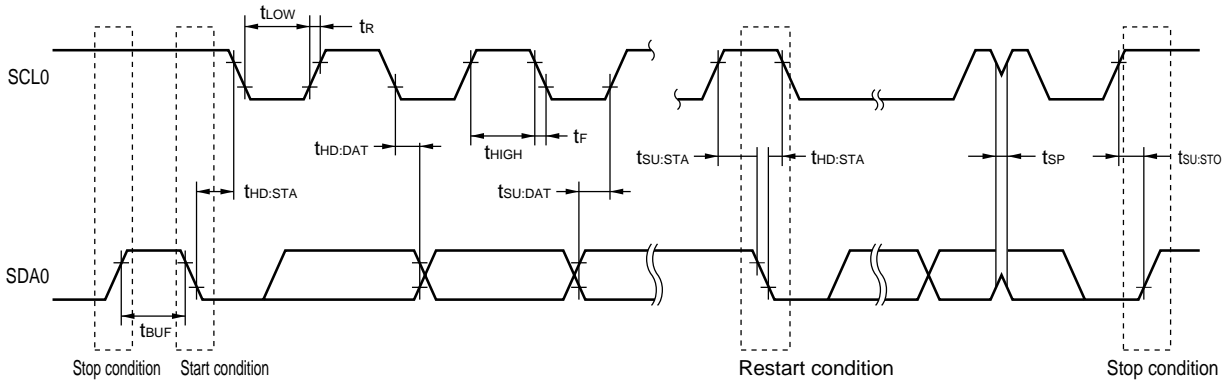 tLOW
tR
SCL0
tHD:DAT
tHIGH
tF
tSU:STA
tHD:STA
tSP
tSU:STO
tHD:STA
tSU:DAT
SDA0
tBUF
Stop condition
Start condition
Restart condition
Stop condition